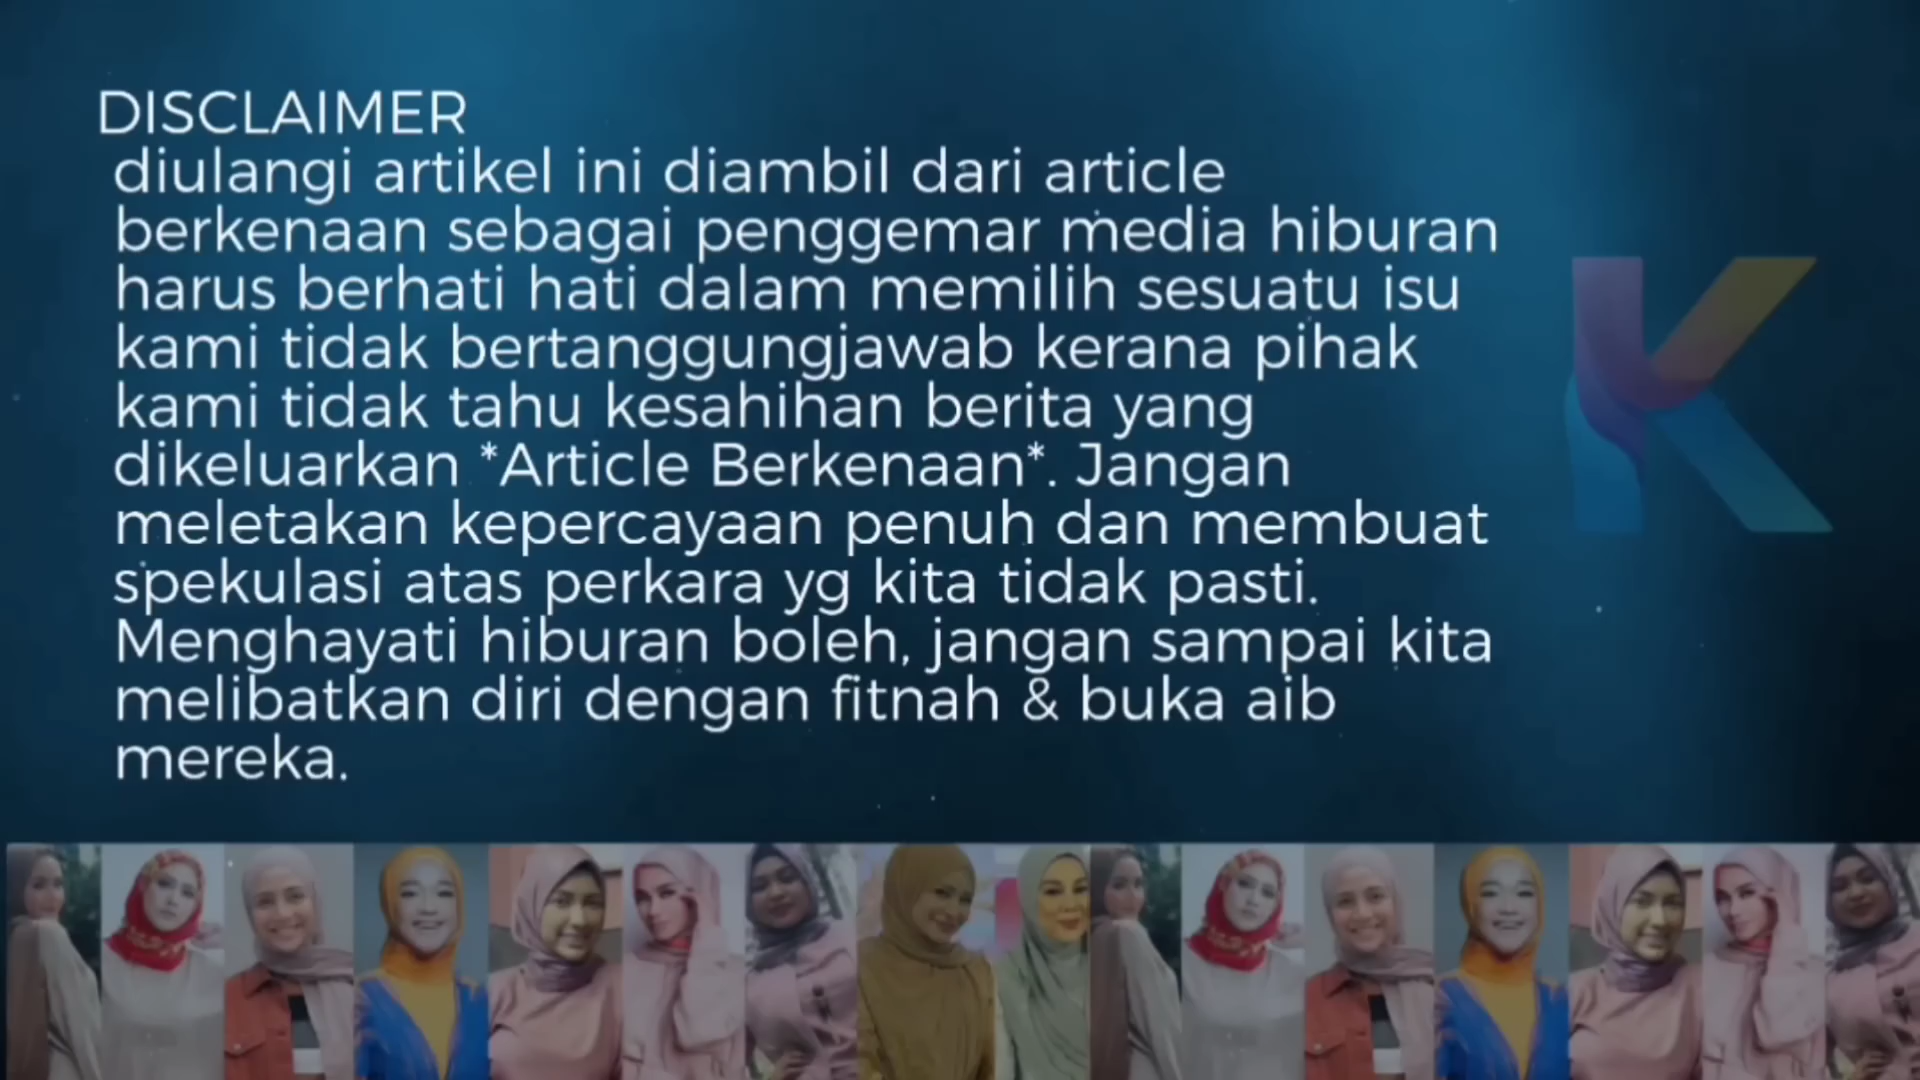 DISCLAIMER
diulangi artikel ini diambil dari article
berkenaan sebagai penggemar media hiburan
harus berhati hati dalam memilih sesuatu isu
kami tidak bertanggungjawab kerana pihak
kami tidak tahu kesahihan berita yang
dikeluarkan *Article Berkenaan*. Jangan
meletakan kepercayaan penuh dan membuat
spekulasi atas perkara yg kita tidak pasti.
Menghayati hiburan boleh, jangan sampai kita
melibatkan diri dengan fitnah & buka aib
mereka.
K